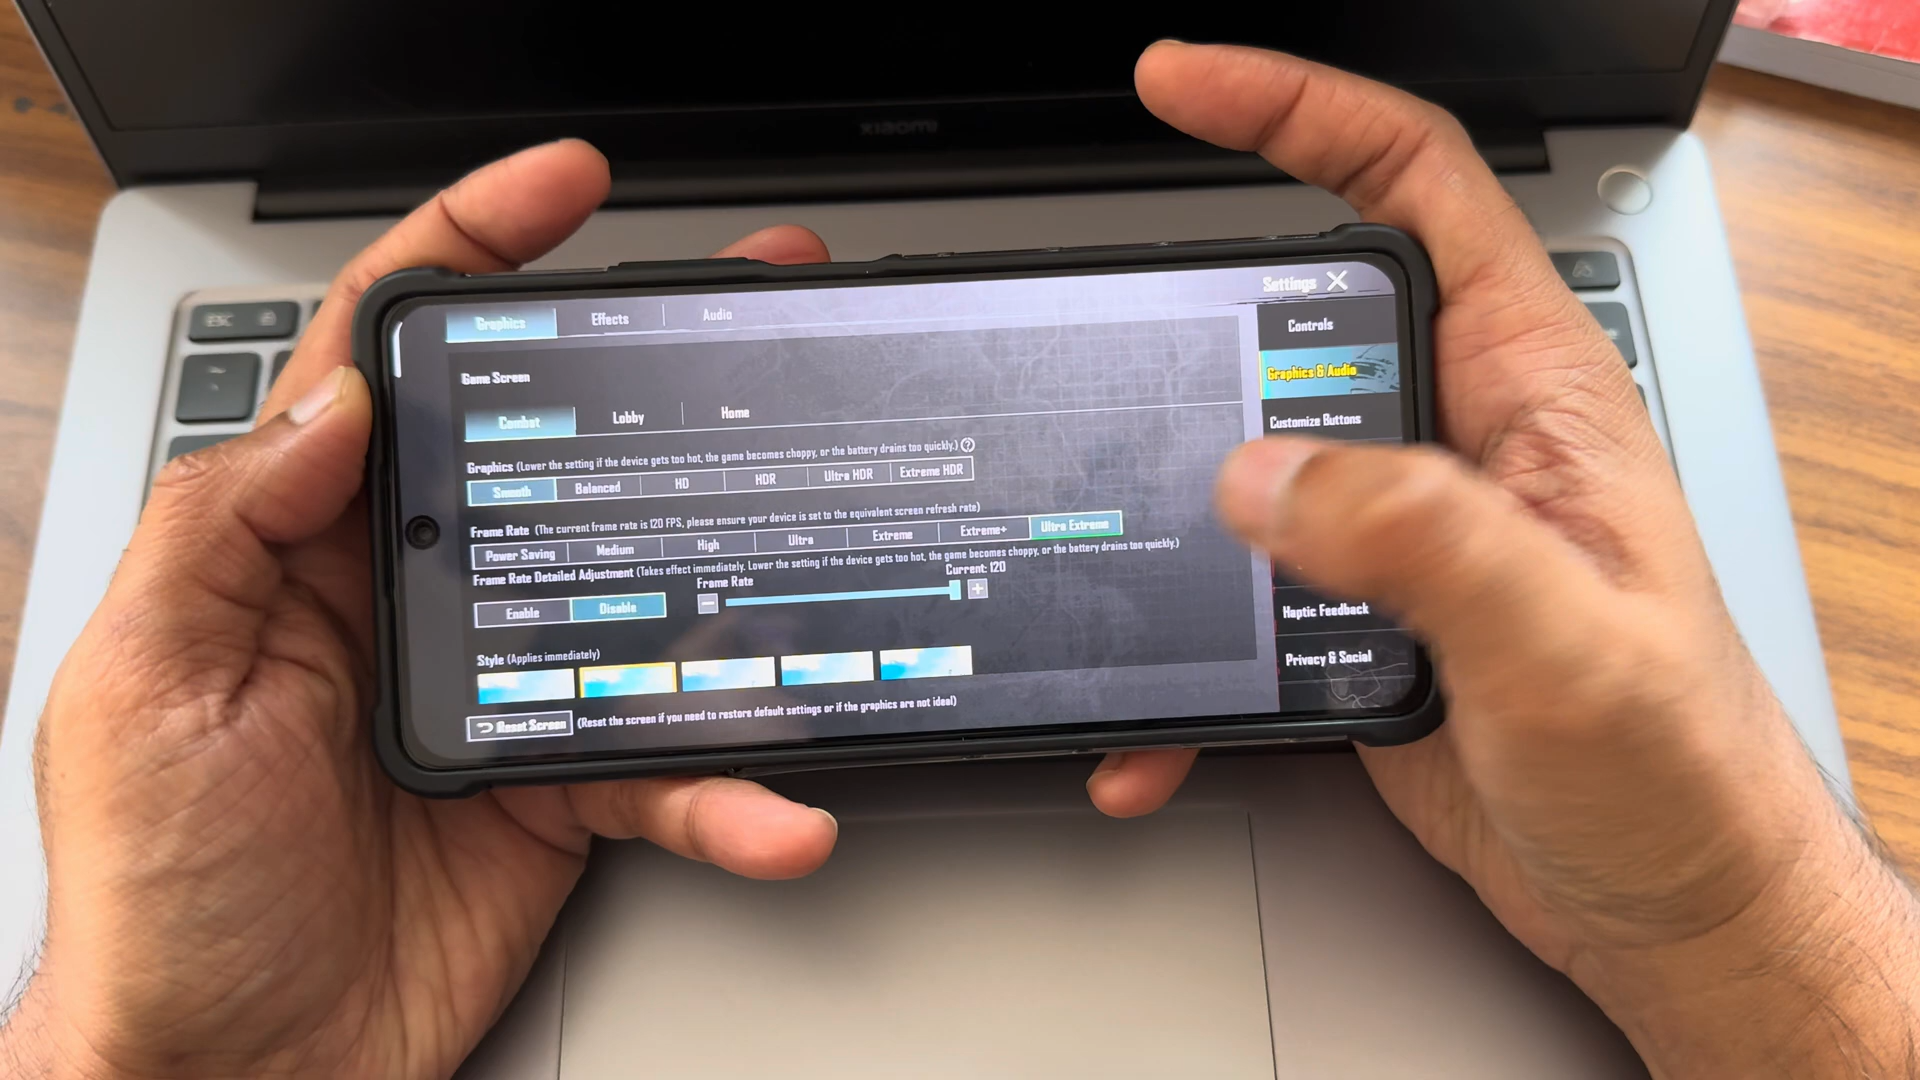 xiaomi
esc
Settings
Graphics Effects Audio
Controls
Game Screen
Graphics & Audio
Combat Lobby Home
Customize Buttons
Graphics (Lower the setting if the device gets too hot, the game becomes choppy, or the battery drains too quickly.) ?
Smooth Balanced HD HDR Ultra HDR Extreme HDR
Frame Rate (The current frame rate is 120 FPS, please ensure your device is set to the equivalent screen refresh rate)
Power Saving Medium High Ultra Extreme Extreme+ Ultra Extreme
Frame Rate Detailed Adjustment (Takes effect immediately. Lower the setting if the device gets too hot, the game becomes choppy, or the battery drains too quickly.)
Frame Rate Current: 120
Enable Disable
Haptic Feedback
Style (Applies immediately)
Privacy & Social
Reset Screen (Reset the screen if you need to restore default settings or if the graphics are not ideal)